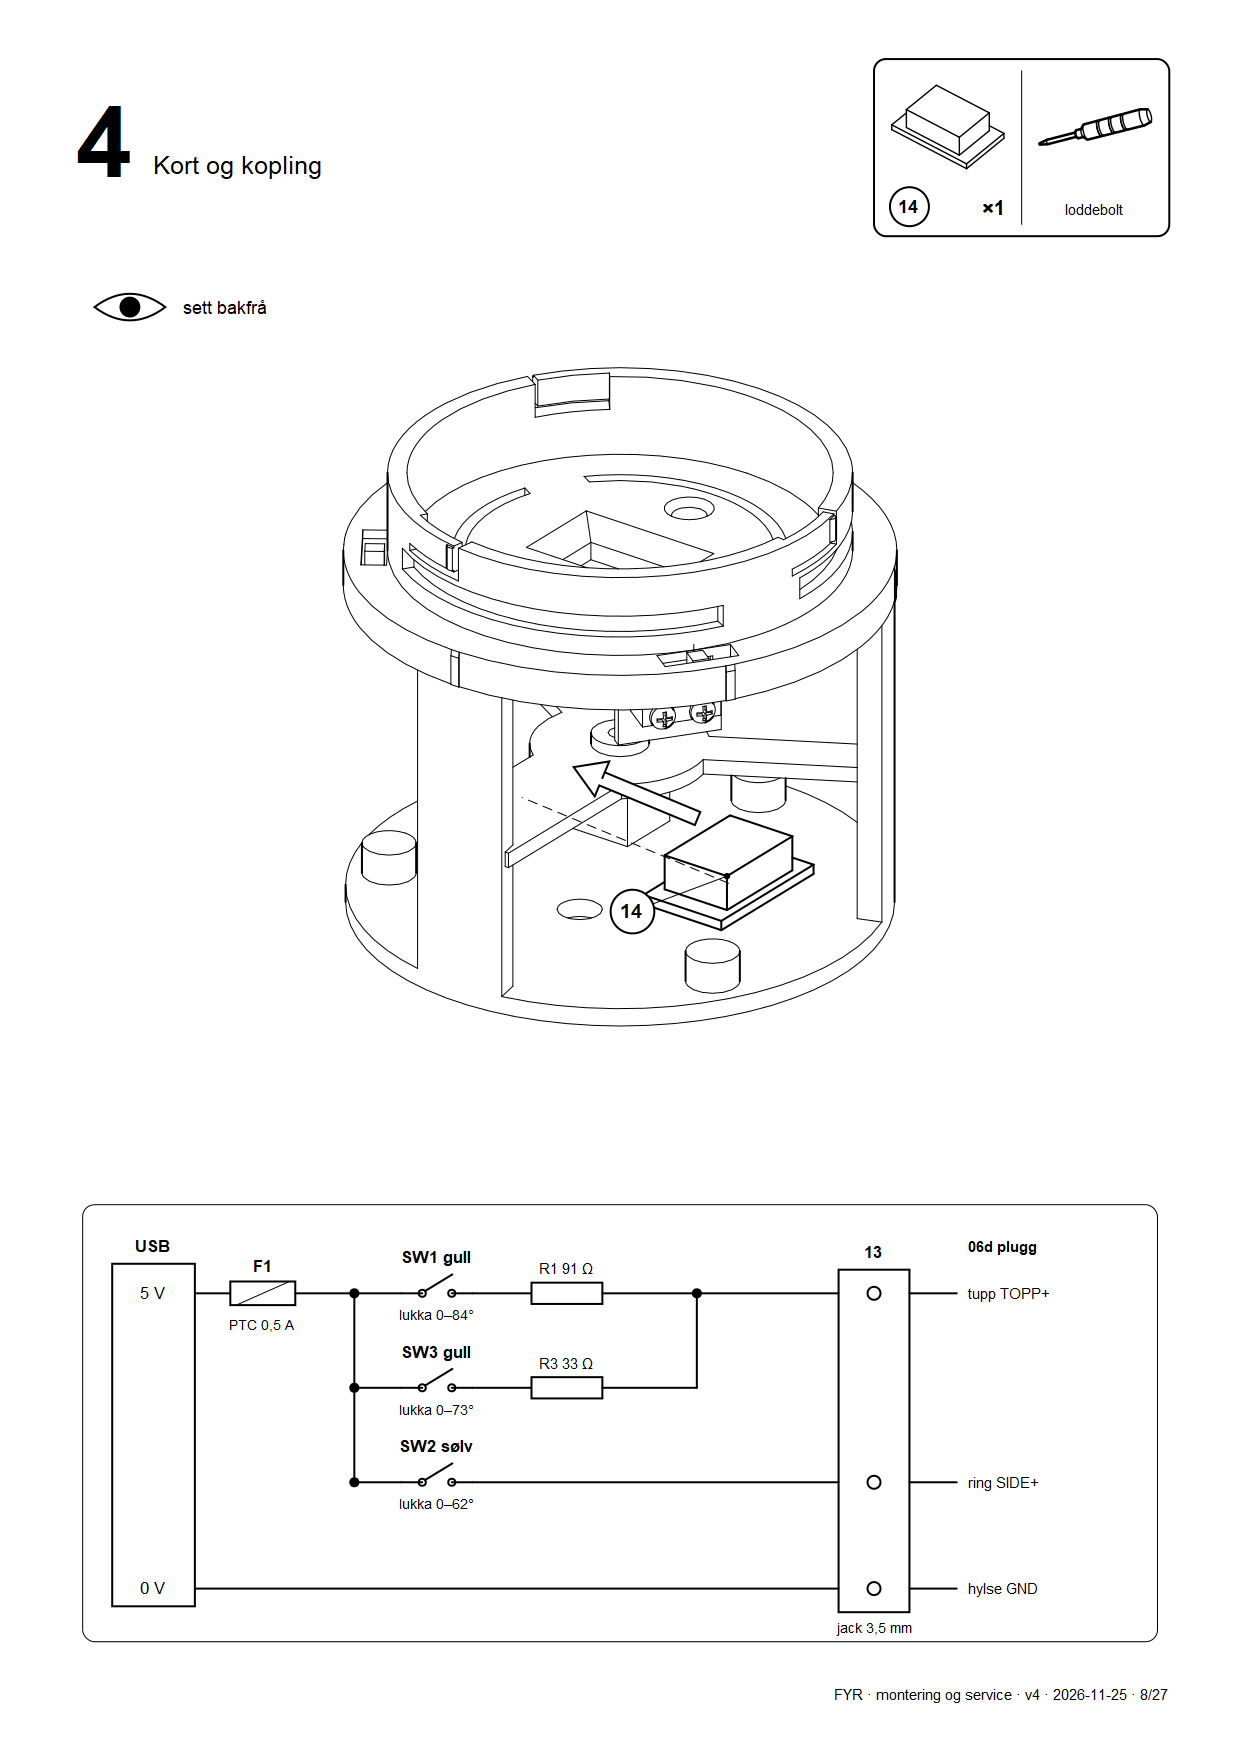 4 Kort og kopling
14 ×1
loddebolt
sett bakfrå
14
USB
5 V
0 V
F1
PTC 0,5 A
SW1 gull
lukka 0–84°
R1 91 Ω
SW3 gull
lukka 0–73°
R3 33 Ω
SW2 sølv
lukka 0–62°
13
jack 3,5 mm
06d plugg
tupp TOPP+
ring SIDE+
hylse GND
FYR · montering og service · v4 · 2026-11-25 · 8/27